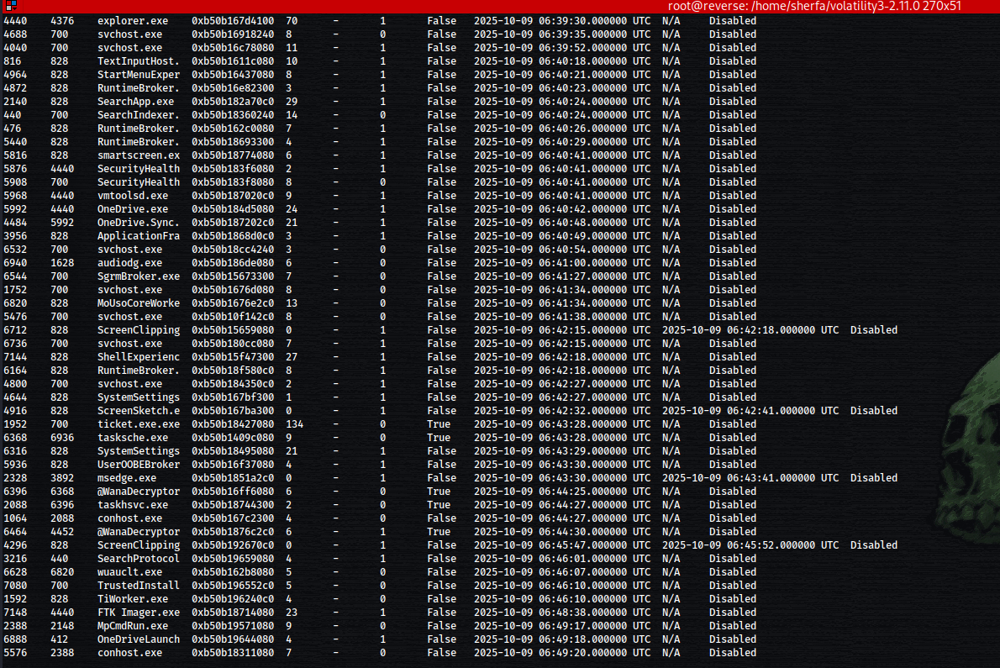 root@reverse: /home/sherfa/volatility3-2.11.0 270x51
4440 4376 explorer.exe 0xb50b167d4100 70 - 1 False 2025-10-09 06:39:30.000000 UTC N/A Disabled
4688 700 svchost.exe 0xb50b16918240 8 - 0 False 2025-10-09 06:39:35.000000 UTC N/A Disabled
4040 700 svchost.exe 0xb50b16c78080 11 - 1 False 2025-10-09 06:39:52.000000 UTC N/A Disabled
816 828 TextInputHost. 0xb50b1611c080 10 - 1 False 2025-10-09 06:40:18.000000 UTC N/A Disabled
4964 828 StartMenuExper 0xb50b16437080 8 - 1 False 2025-10-09 06:40:21.000000 UTC N/A Disabled
4872 828 RuntimeBroker. 0xb50b16e82300 3 - 1 False 2025-10-09 06:40:23.000000 UTC N/A Disabled
2140 828 SearchApp.exe 0xb50b182a70c0 29 - 1 False 2025-10-09 06:40:24.000000 UTC N/A Disabled
440 700 SearchIndexer. 0xb50b18360240 14 - 0 False 2025-10-09 06:40:24.000000 UTC N/A Disabled
476 828 RuntimeBroker. 0xb50b162c0080 7 - 1 False 2025-10-09 06:40:26.000000 UTC N/A Disabled
5440 828 RuntimeBroker. 0xb50b18693300 4 - 1 False 2025-10-09 06:40:29.000000 UTC N/A Disabled
5816 828 smartscreen.ex 0xb50b18774080 6 - 1 False 2025-10-09 06:40:41.000000 UTC N/A Disabled
5876 4440 SecurityHealth 0xb50b183f6080 2 - 1 False 2025-10-09 06:40:41.000000 UTC N/A Disabled
5908 700 SecurityHealth 0xb50b183f8080 8 - 0 False 2025-10-09 06:40:41.000000 UTC N/A Disabled
5968 4440 vmtoolsd.exe 0xb50b187020c0 9 - 1 False 2025-10-09 06:40:41.000000 UTC N/A Disabled
5992 4440 OneDrive.exe 0xb50b184d5080 24 - 1 False 2025-10-09 06:40:42.000000 UTC N/A Disabled
4484 5992 OneDrive.Sync. 0xb50b187202c0 21 - 1 False 2025-10-09 06:40:48.000000 UTC N/A Disabled
3956 828 ApplicationFra 0xb50b1868d0c0 3 - 1 False 2025-10-09 06:40:49.000000 UTC N/A Disabled
6532 700 svchost.exe 0xb50b18cc4240 3 - 0 False 2025-10-09 06:40:54.000000 UTC N/A Disabled
6940 1628 audiodg.exe 0xb50b186de080 6 - 0 False 2025-10-09 06:41:00.000000 UTC N/A Disabled
6544 700 SgrmBroker.exe 0xb50b15673300 7 - 0 False 2025-10-09 06:41:27.000000 UTC N/A Disabled
1752 700 svchost.exe 0xb50b1676d080 8 - 0 False 2025-10-09 06:41:34.000000 UTC N/A Disabled
6820 828 MoUsoCoreWorke 0xb50b1676e2c0 13 - 0 False 2025-10-09 06:41:34.000000 UTC N/A Disabled
5476 700 svchost.exe 0xb50b10f142c0 8 - 0 False 2025-10-09 06:41:38.000000 UTC N/A Disabled
6712 828 ScreenClipping 0xb50b15659080 0 - 1 False 2025-10-09 06:42:15.000000 UTC 2025-10-09 06:42:18.000000 UTC Disabled
6736 700 svchost.exe 0xb50b180cc080 7 - 1 False 2025-10-09 06:42:15.000000 UTC N/A Disabled
7144 828 ShellExperienc 0xb50b15f47300 27 - 1 False 2025-10-09 06:42:18.000000 UTC N/A Disabled
6164 828 RuntimeBroker. 0xb50b18f580c0 8 - 1 False 2025-10-09 06:42:18.000000 UTC N/A Disabled
4800 700 svchost.exe 0xb50b184350c0 2 - 1 False 2025-10-09 06:42:27.000000 UTC N/A Disabled
4644 828 SystemSettings 0xb50b167bf300 1 - 1 False 2025-10-09 06:42:27.000000 UTC N/A Disabled
4916 828 ScreenSketch.e 0xb50b167ba300 0 - 1 False 2025-10-09 06:42:32.000000 UTC 2025-10-09 06:42:41.000000 UTC Disabled
1952 700 ticket.exe.exe 0xb50b18427080 134 - 0 True 2025-10-09 06:43:28.000000 UTC N/A Disabled
6368 6936 tasksche.exe 0xb50b1409c080 9 - 0 True 2025-10-09 06:43:28.000000 UTC N/A Disabled
6316 828 SystemSettings 0xb50b18495080 21 - 1 False 2025-10-09 06:43:29.000000 UTC N/A Disabled
5936 828 UserOOBEBroker 0xb50b16f37080 4 - 1 False 2025-10-09 06:43:30.000000 UTC N/A Disabled
2328 3892 msedge.exe 0xb50b1851a2c0 0 - 1 False 2025-10-09 06:43:30.000000 UTC 2025-10-09 06:43:41.000000 UTC Disabled
6396 6368 @WanaDecryptor 0xb50b16ff6080 6 - 0 True 2025-10-09 06:44:25.000000 UTC N/A Disabled
2088 6396 taskhsvc.exe 0xb50b18744300 2 - 0 True 2025-10-09 06:44:27.000000 UTC N/A Disabled
1064 2088 conhost.exe 0xb50b167c2300 4 - 0 False 2025-10-09 06:44:27.000000 UTC N/A Disabled
6464 4452 @WanaDecryptor 0xb50b1876c2c0 6 - 1 True 2025-10-09 06:44:30.000000 UTC N/A Disabled
4296 828 ScreenClipping 0xb50b192670c0 0 - 1 False 2025-10-09 06:45:47.000000 UTC 2025-10-09 06:45:52.000000 UTC Disabled
3216 440 SearchProtocol 0xb50b19659080 4 - 1 False 2025-10-09 06:46:01.000000 UTC N/A Disabled
6628 6820 wuauclt.exe 0xb50b162b8080 5 - 0 False 2025-10-09 06:46:07.000000 UTC N/A Disabled
7080 700 TrustedInstall 0xb50b196552c0 5 - 0 False 2025-10-09 06:46:10.000000 UTC N/A Disabled
1592 828 TiWorker.exe 0xb50b196240c0 4 - 0 False 2025-10-09 06:46:10.000000 UTC N/A Disabled
7148 4440 FTK Imager.exe 0xb50b18714080 23 - 1 False 2025-10-09 06:48:38.000000 UTC N/A Disabled
2388 2148 MpCmdRun.exe 0xb50b19571080 9 - 0 False 2025-10-09 06:49:17.000000 UTC N/A Disabled
6888 412 OneDriveLaunch 0xb50b19644080 4 - 1 False 2025-10-09 06:49:18.000000 UTC N/A Disabled
5576 2388 conhost.exe 0xb50b18311080 7 - 0 False 2025-10-09 06:49:20.000000 UTC N/A Disabled